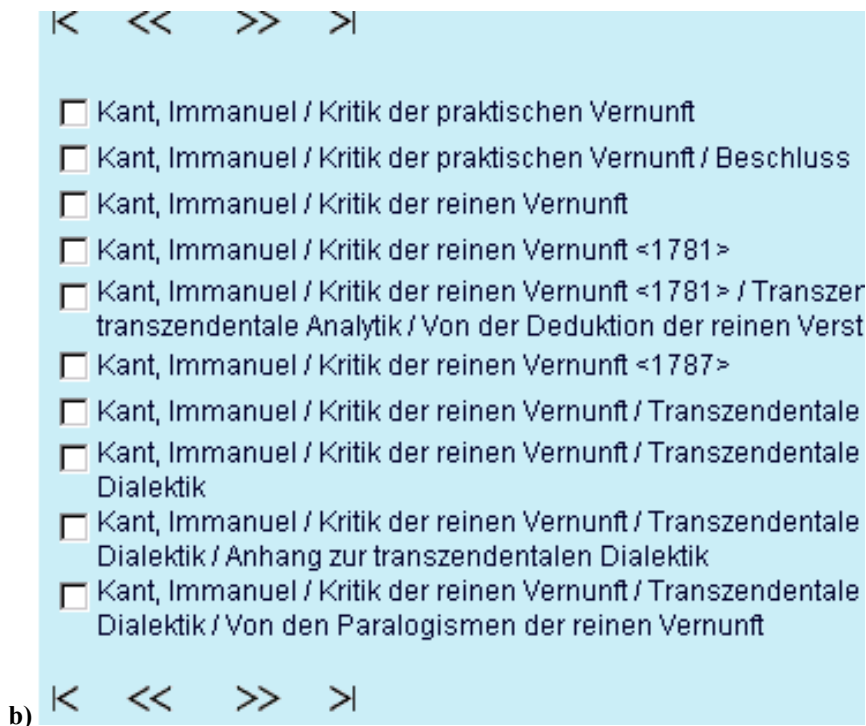 |< << >> >|
Kant, Immanuel / Kritik der praktischen Vernunft
Kant, Immanuel / Kritik der praktischen Vernunft / Beschluss
Kant, Immanuel / Kritik der reinen Vernunft
Kant, Immanuel / Kritik der reinen Vernunft <1781>
Kant, Immanuel / Kritik der reinen Vernunft <1781> / Transzen
transzendentale Analytik / Von der Deduktion der reinen Verst
Kant, Immanuel / Kritik der reinen Vernunft <1787>
Kant, Immanuel / Kritik der reinen Vernunft / Transzendentale
Kant, Immanuel / Kritik der reinen Vernunft / Transzendentale
Dialektik
Kant, Immanuel / Kritik der reinen Vernunft / Transzendentale
Dialektik / Anhang zur transzendentalen Dialektik
Kant, Immanuel / Kritik der reinen Vernunft / Transzendentale
Dialektik / Von den Paralogismen der reinen Vernunft
b) |< << >> >|